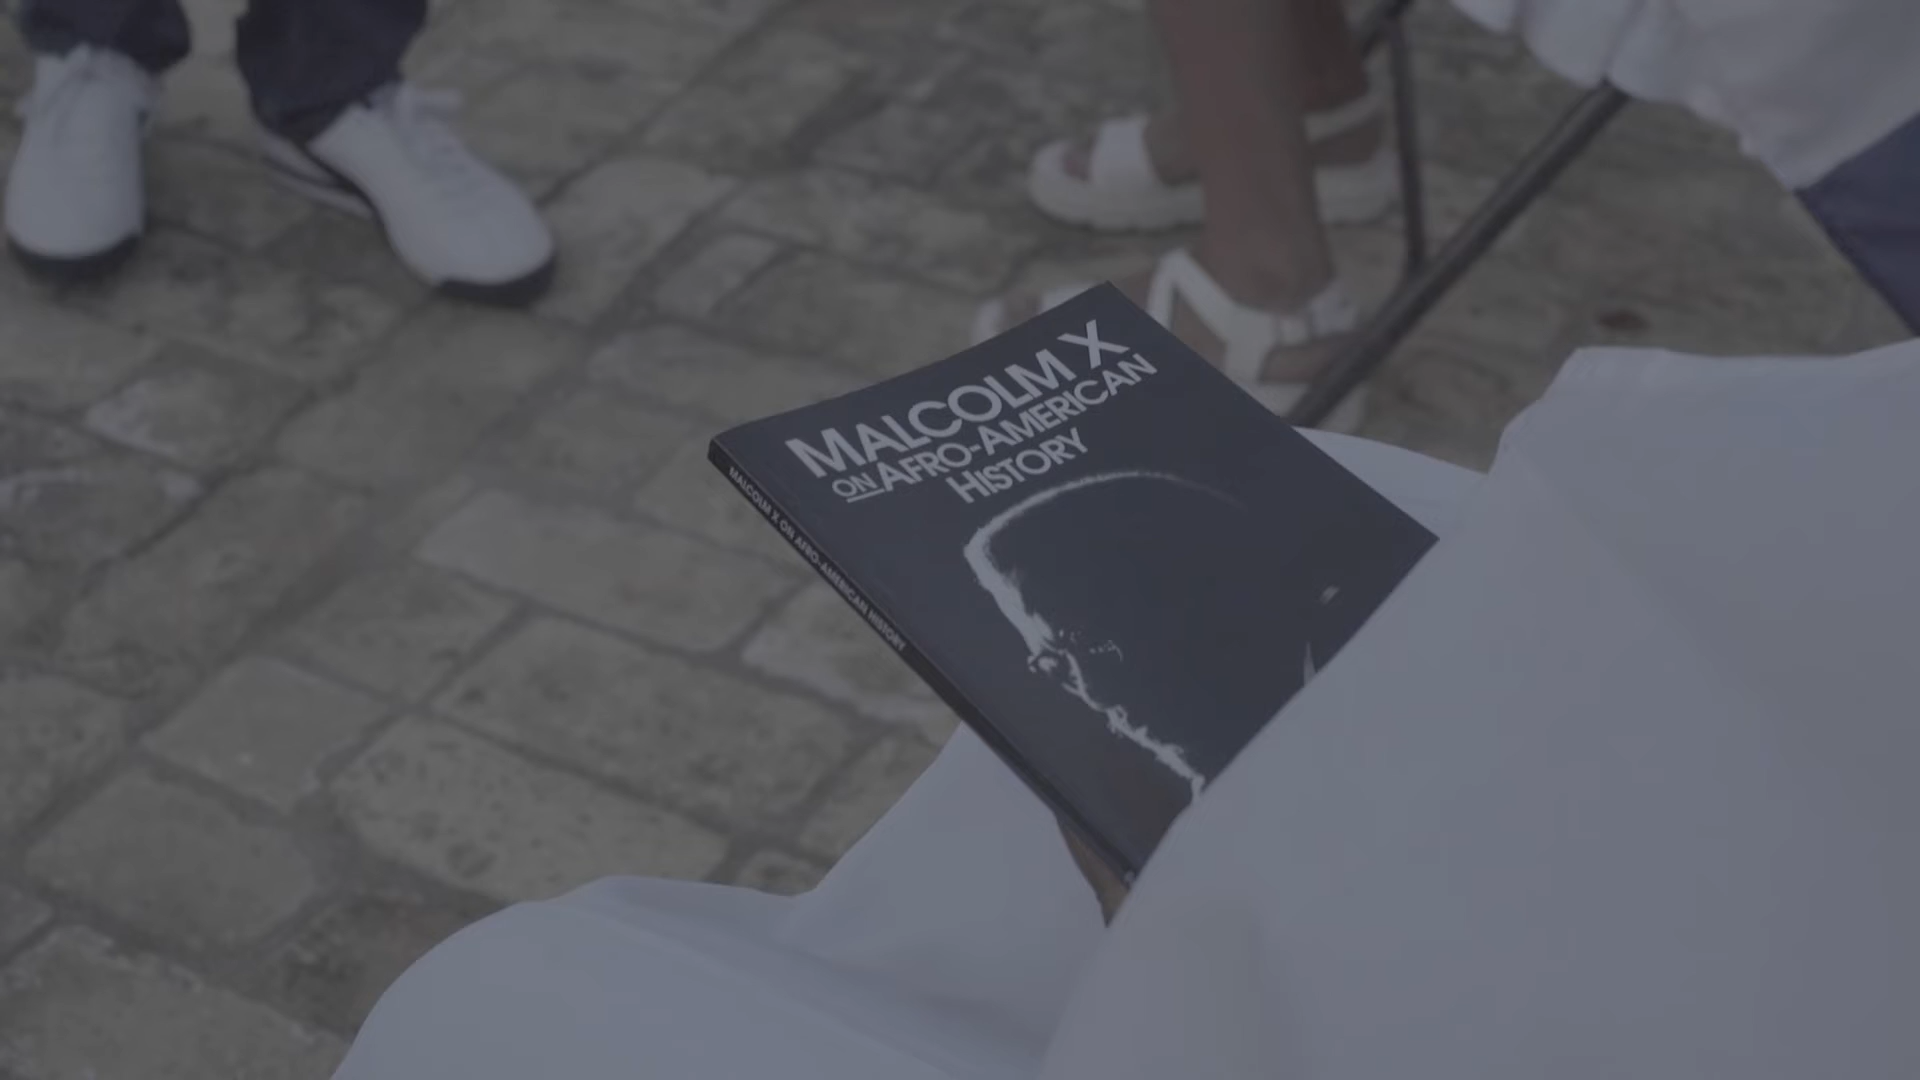 MALCOLM X
ON AFRO-AMERICAN
HISTORY
MALCOLM X ON AFRO-AMERICAN HISTORY